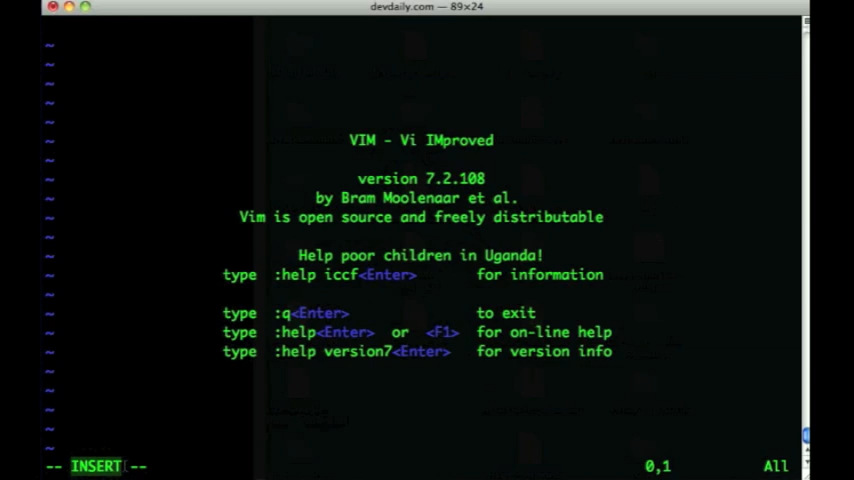 devdaily.com — 89×24
~
~
~
~
~
~ VIM - Vi IMproved
~
~ version 7.2.108
~ by Bram Moolenaar et al.
~ Vim is open source and freely distributable
~
~ Help poor children in Uganda!
~ type :help iccf<Enter> for information
~
~ type :q<Enter> to exit
~ type :help<Enter> or <F1> for on-line help
~ type :help version7<Enter> for version info
~
~
~
~
~
-- INSERT -- 0,1 All